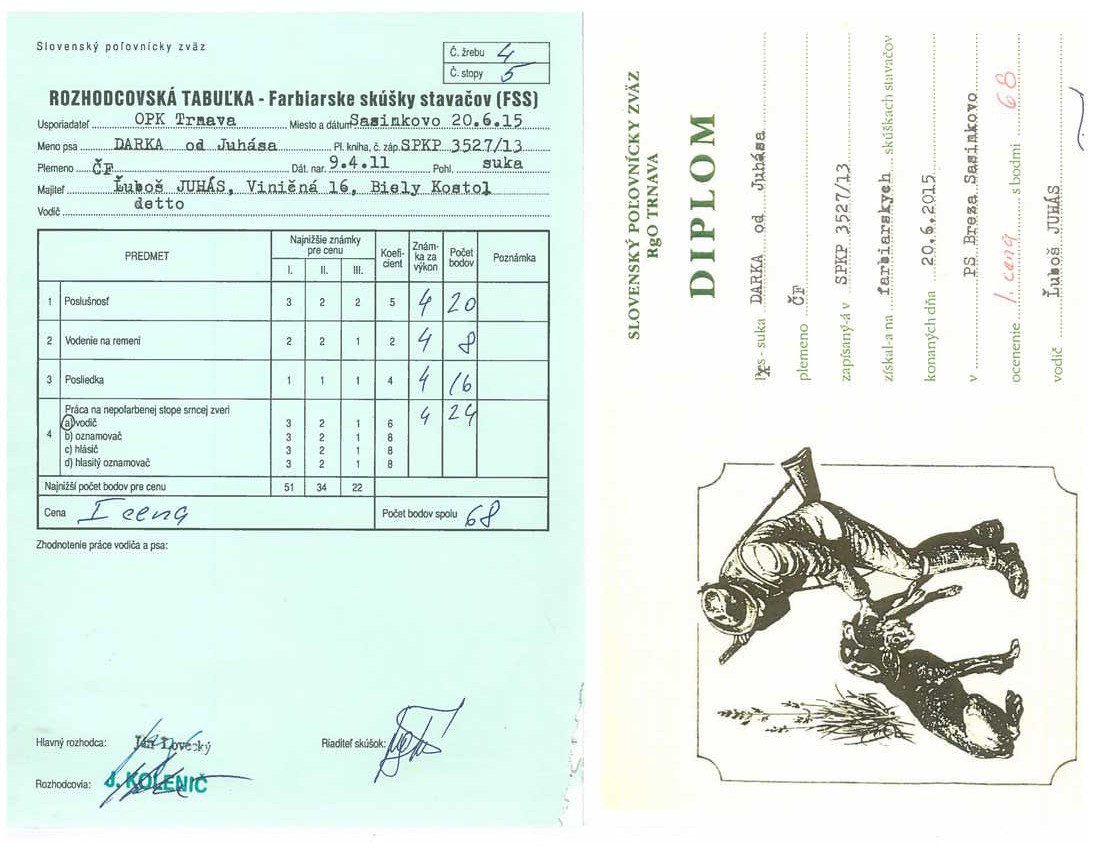 Slovenský poľovnícky zväz
Č. žrebu 4
Č. stopy 5
ROZHODCOVSKÁ TABUĽKA - Farbiarske skúšky stavačov (FSS)
Usporiadateľ OPK Trnava Miesto a dátum Sasinkovo 20.6.15
Meno psa DARKA od Juhása Pl. kniha, č. záp. SPKP 3527/13
Plemeno ČF Dát. nar. 9.4.11 Pohl. suka
Majiteľ Ľuboš JUHÁS, Viničná 16, Biely Kostol
Vodič detto
PREDMET Najnižšie známky pre cenu I. II. III. Koeficient Známka za výkon Počet bodov Poznámka
1 Poslušnosť 3 2 2 5 4 20
2 Vodenie na remeni 2 2 1 2 4 8
3 Posliedka 1 1 1 4 4 16
4 Práca na nepofarbenej stope srncej zveri 4 24
a) vodič 3 2 1 6
b) oznamovač 3 2 1 8
c) hlásič 3 2 1 8
d) hlasitý oznamovač 3 2 1 8
Najnižší počet bodov pre cenu 51 34 22
Cena I cena Počet bodov spolu 68
Zhodnotenie práce vodiča a psa:
Hlavný rozhodca: Ján Lovecký Riaditeľ skúšok:
Rozhodcovia: J. KOLENIČ
SLOVENSKÝ POĽOVNÍCKY ZVÄZ
RgO TRNAVA
DIPLOM
Pes - suka DARKA od Juhása
plemeno ČF
zapísaný-á v SPKP 3527/13
získal-a na farbiarskych skúškach stavačov
konaných dňa 20.6.2015
v PS Breza Sasinkovo
ocenenie I. cena s bodmi 68
vodič Ľuboš JUHÁS